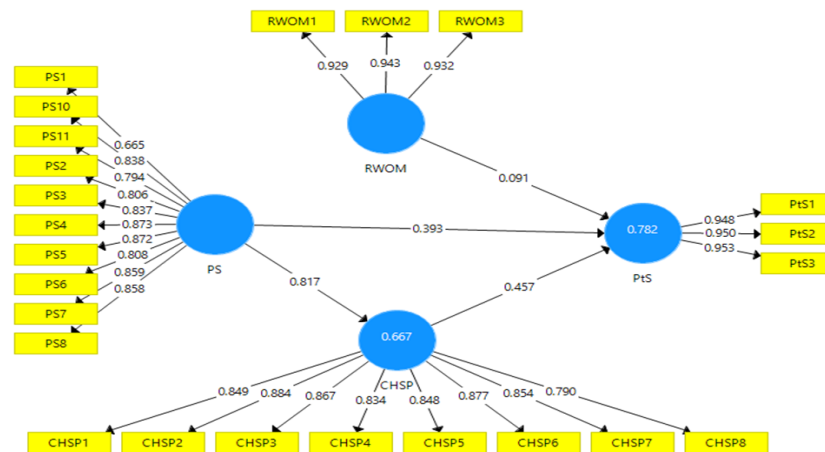 RWOM1 RWOM2 RWOM3
0.929 0.943 0.932
RWOM
PS1
PS10
PS11
PS2
PS3
PS4
PS5
PS6
PS7
PS8
0.665
0.838
0.794
0.806
0.837
0.873
0.872
0.808
0.859
0.858
PS
0.091
0.393
0.817
0.457
0.782
PtS
0.948
0.950
0.953
PtS1
PtS2
PtS3
0.667
CHSP
0.849 0.884 0.867 0.834 0.848 0.877 0.854 0.790
CHSP1 CHSP2 CHSP3 CHSP4 CHSP5 CHSP6 CHSP7 CHSP8